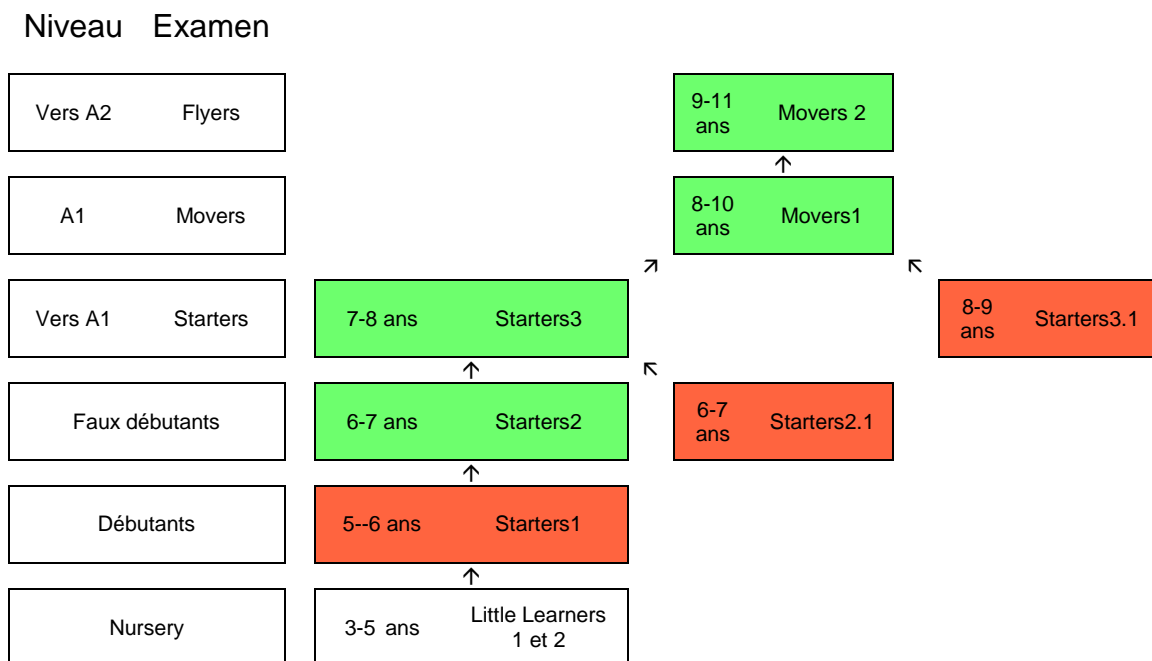 Niveau Examen
Vers A2 Flyers
9-11
ans
Movers 2
A1 Movers
8-10
ans
Movers1
Vers A1 Starters
7-8 ans Starters3
8-9
ans
Starters3.1
Faux débutants
6-7 ans Starters2
6-7
ans
Starters2.1
Débutants
5--6 ans Starters1
Nursery
3-5 ans
Little Learners
1 et 2